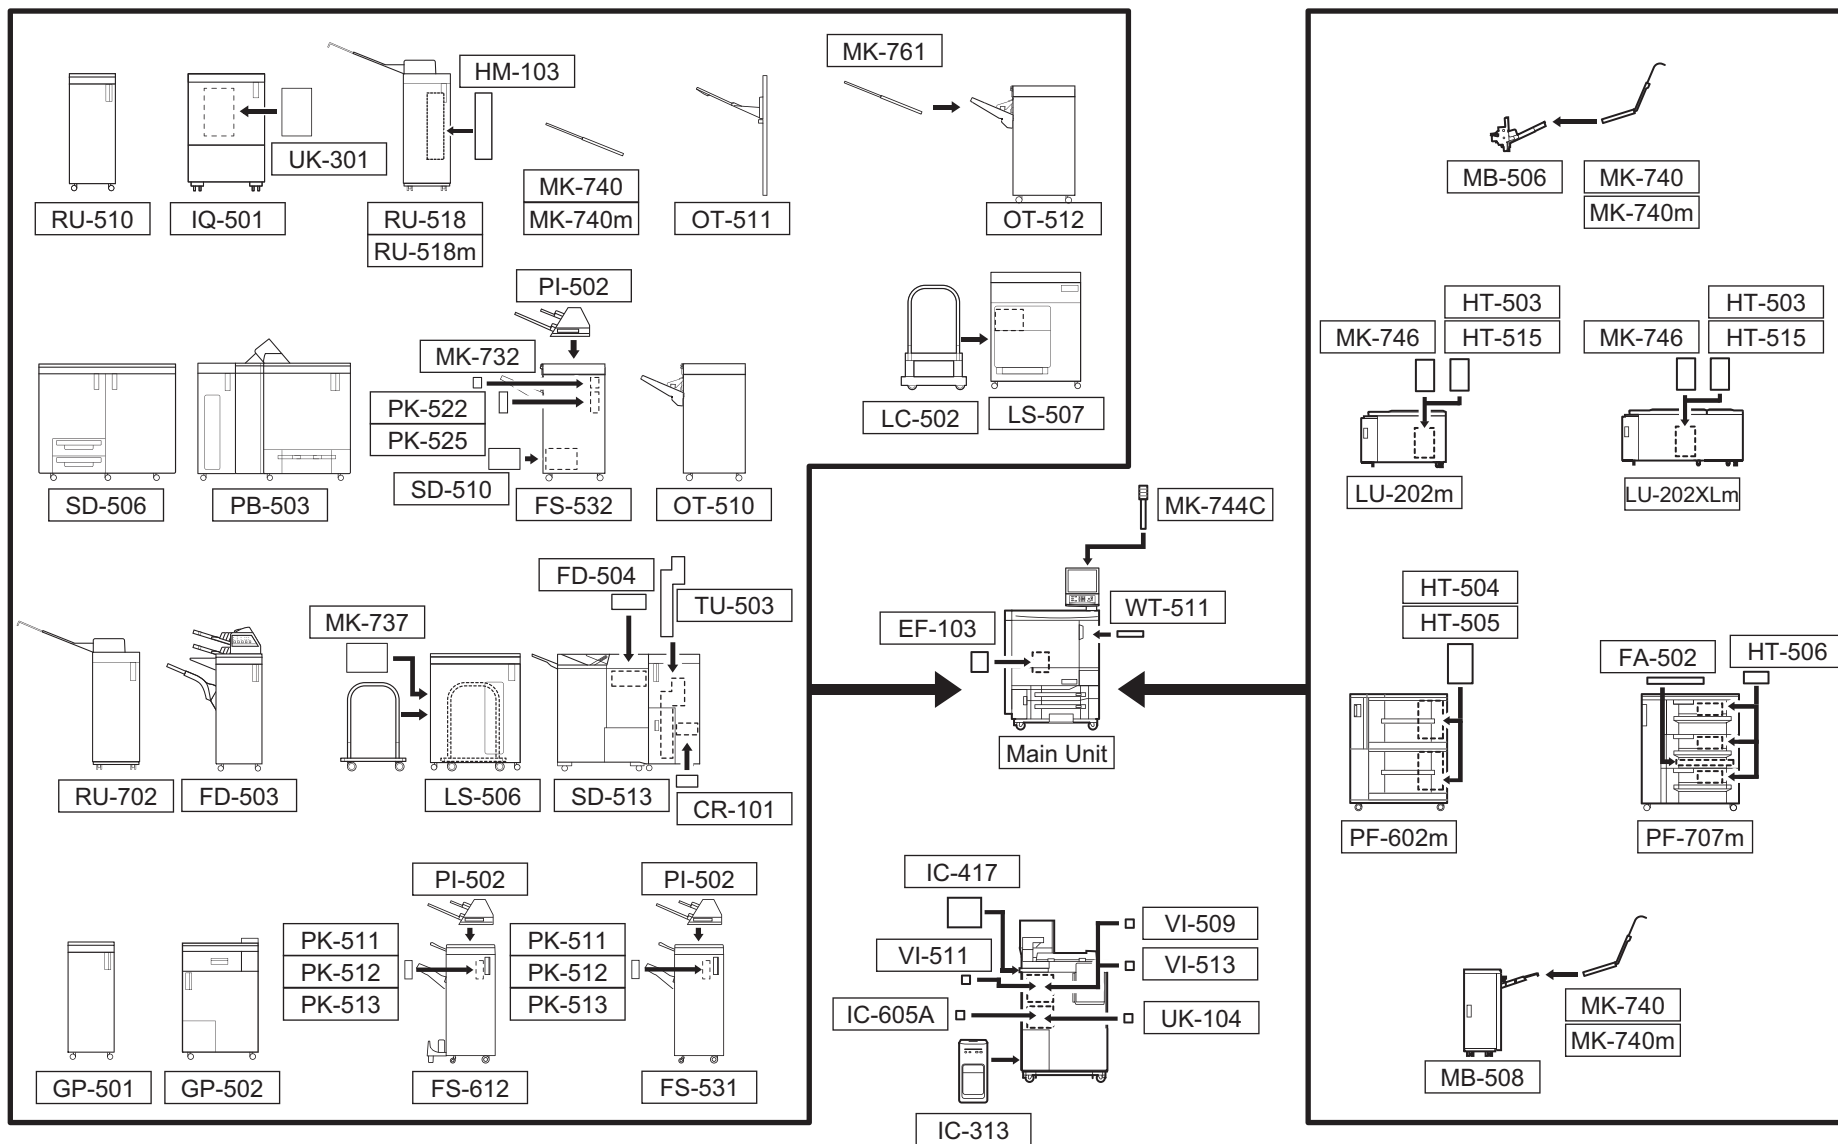 HM-103
UK-301
RU-510
IQ-501
RU-518
RU-518m
MK-740
MK-740m
OT-511
MK-761
OT-512
PI-502
MK-732
PK-522
PK-525
SD-510
SD-506
PB-503
FS-532
OT-510
LC-502
LS-507
FD-504
TU-503
MK-737
RU-702
FD-503
LS-506
SD-513
CR-101
PI-502
PK-511
PK-512
PK-513
PI-502
PK-511
PK-512
PK-513
GP-501
GP-502
FS-612
FS-531
MK-744C
WT-511
EF-103
Main Unit
IC-417
VI-509
VI-511
VI-513
IC-605A
UK-104
IC-313
MB-506
MK-740
MK-740m
MK-746
HT-503
HT-515
LU-202m
MK-746
HT-503
HT-515
LU-202XLm
HT-504
HT-505
PF-602m
FA-502
HT-506
PF-707m
MK-740
MK-740m
MB-508